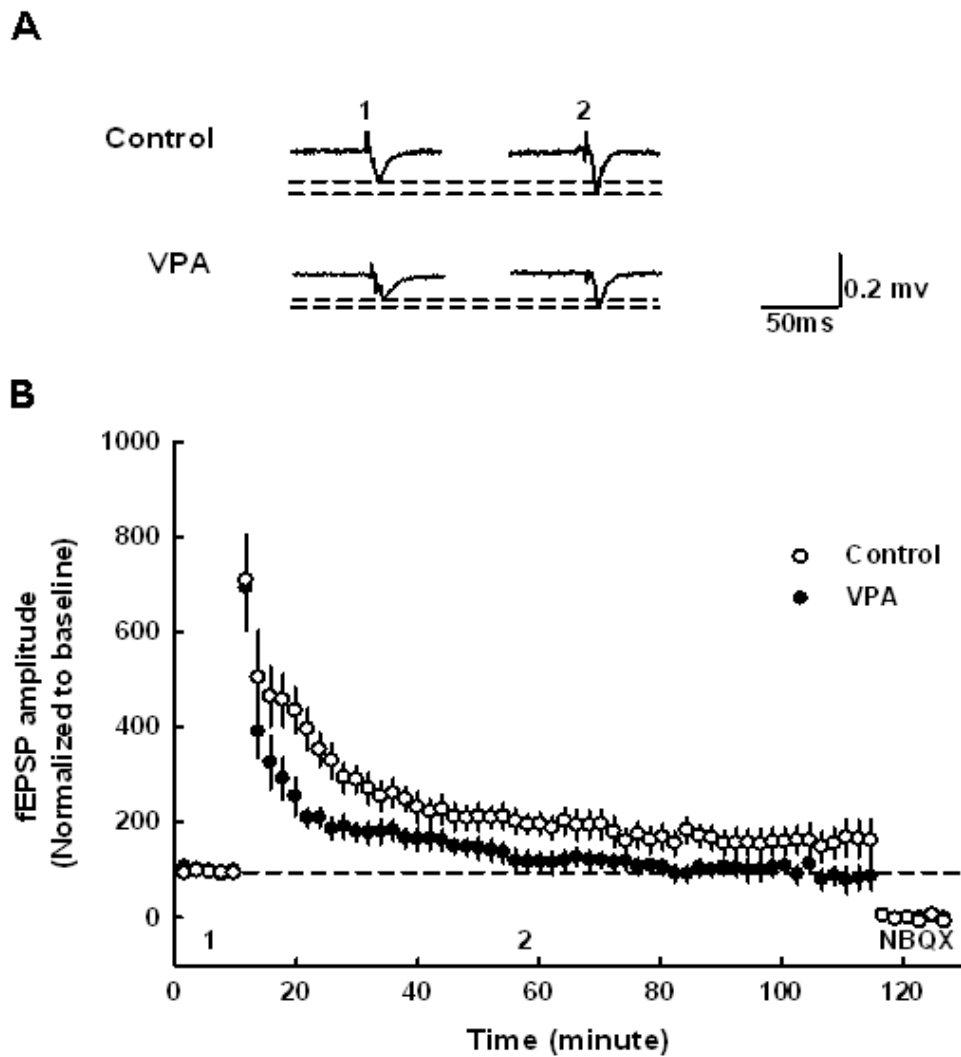 A
1 2
Control
VPA
0.2 mv
50ms
B
fEPSP amplitude
(Normalized to baseline)
1000
800
600
400
200
0
Control
VPA
1 2 NBQX
0 20 40 60 80 100 120
Time (minute)